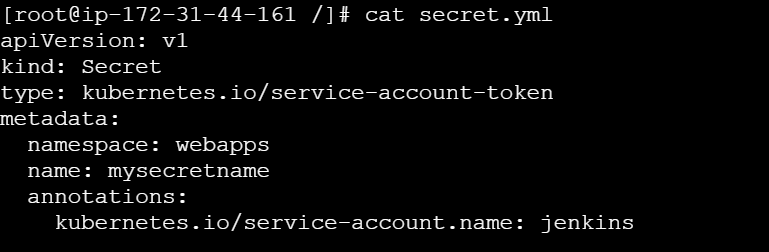 [root@ip-172-31-44-161 /]# cat secret.yml
apiVersion: v1
kind: Secret
type: kubernetes.io/service-account-token
metadata:
  namespace: webapps
  name: mysecretname
  annotations:
    kubernetes.io/service-account.name: jenkins